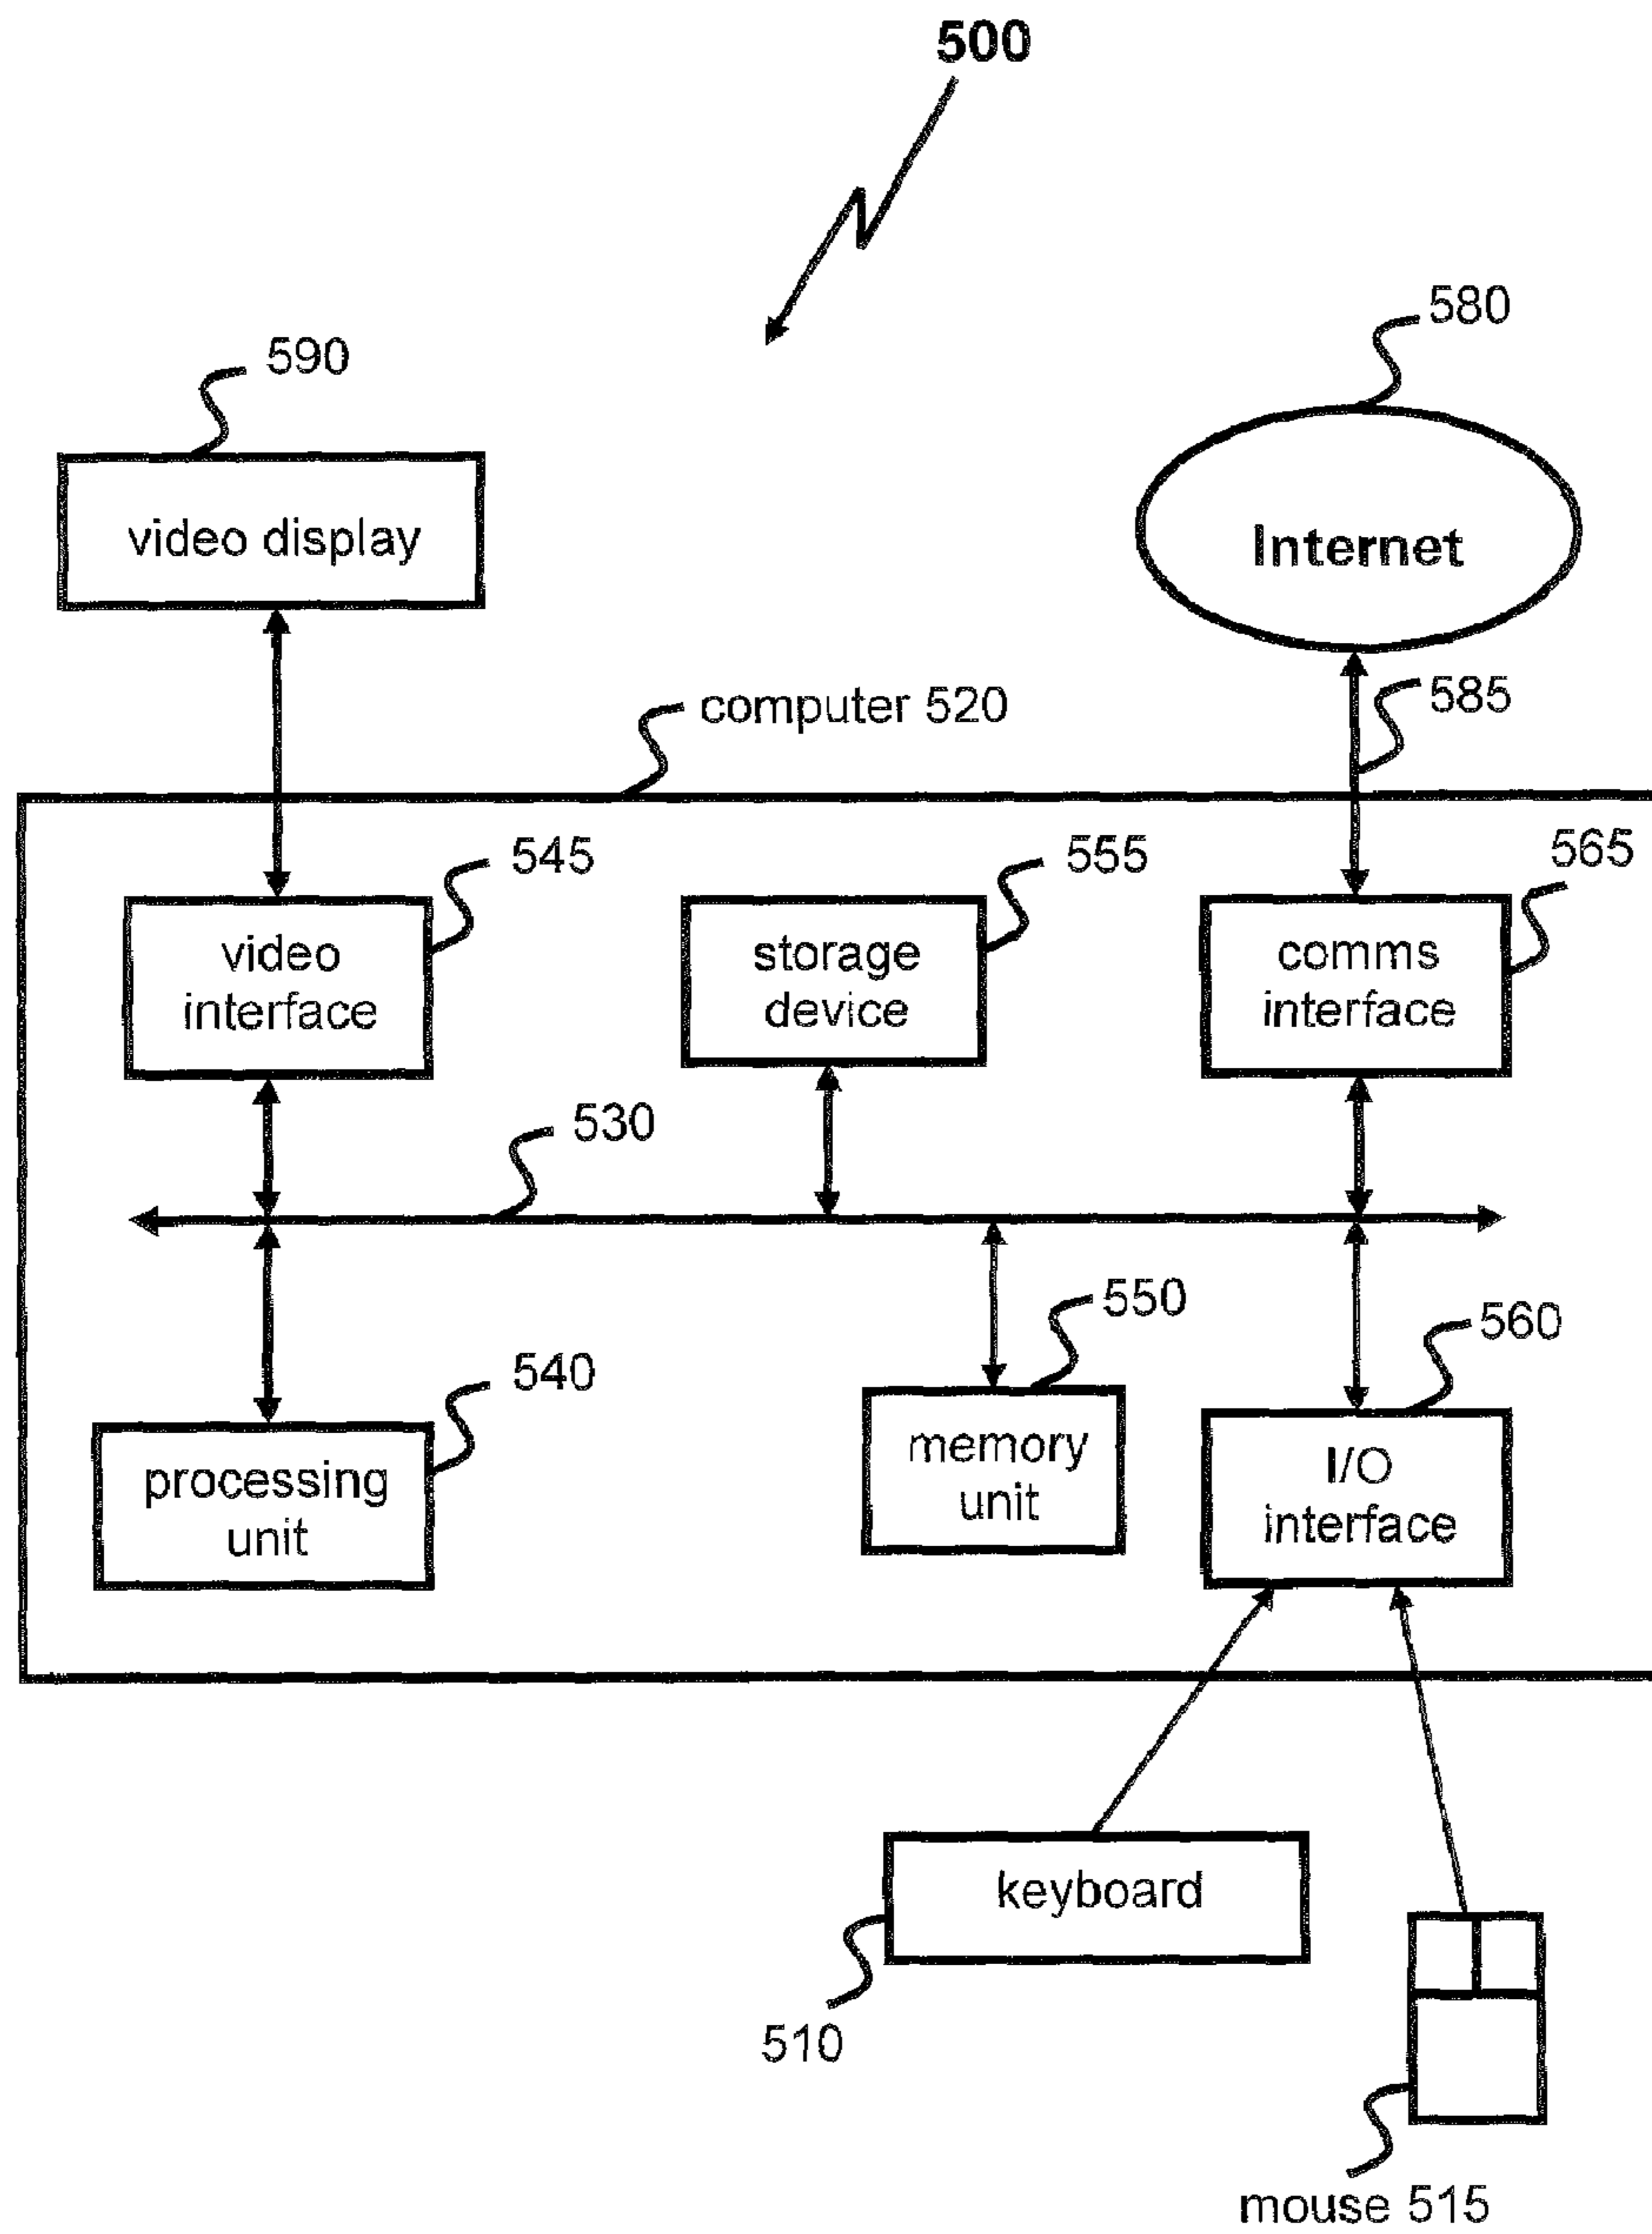 500
580
590
video display
Internet
585
computer 520
545
555
565
video
interface
storage
device
comms
interface
530
550
560
540
processing
unit
memory
unit
I/O
interface
keyboard
510
mouse 515